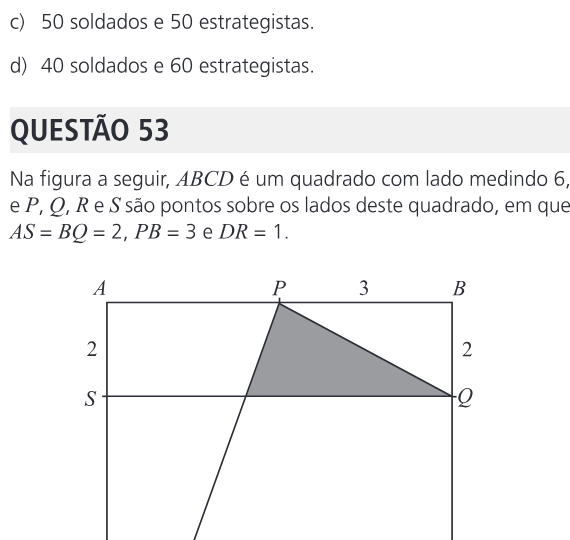 c) 50 soldados e 50 estrategistas.
d) 40 soldados e 60 estrategistas.
QUESTÃO 53
Na figura a seguir, ABCD é um quadrado com lado medindo 6,
e P, Q, R e S são pontos sobre os lados deste quadrado, em que
AS = BQ = 2, PB = 3 e DR = 1.
A P 3 B
2 2
S Q